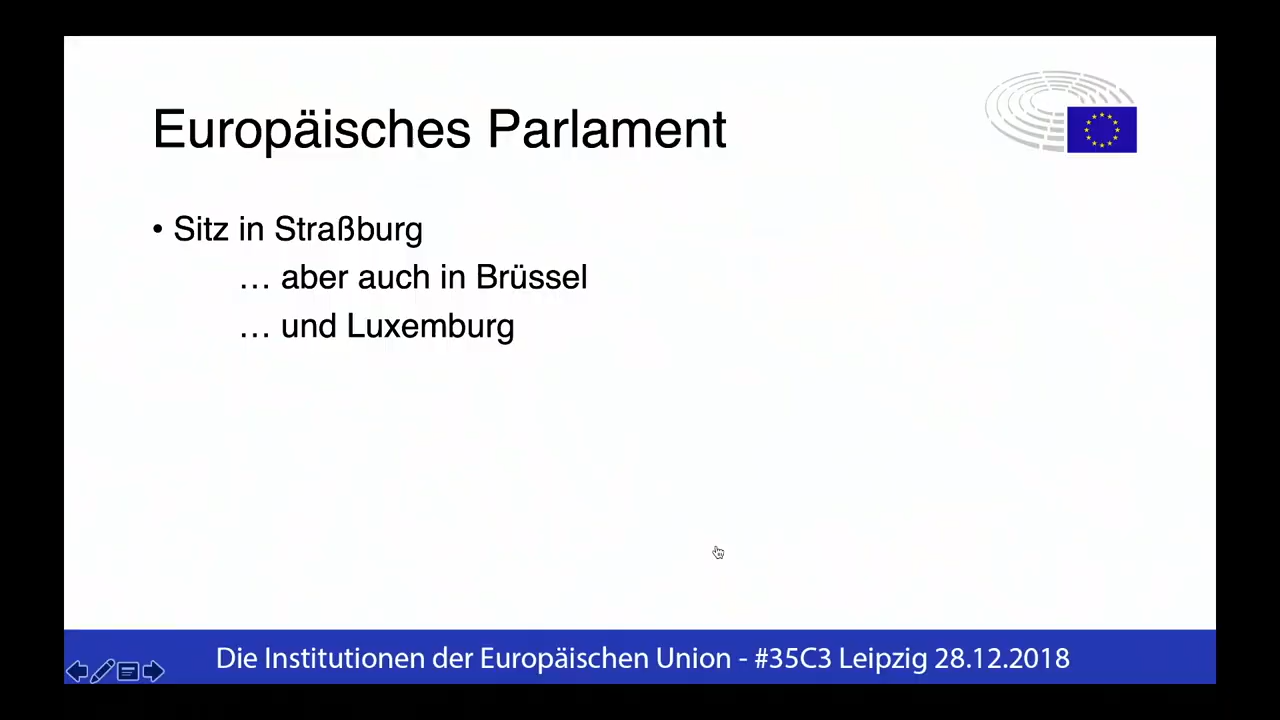 Europäisches Parlament
• Sitz in Straßburg
… aber auch in Brüssel
… und Luxemburg
Die Institutionen der Europäischen Union - #35C3 Leipzig 28.12.2018